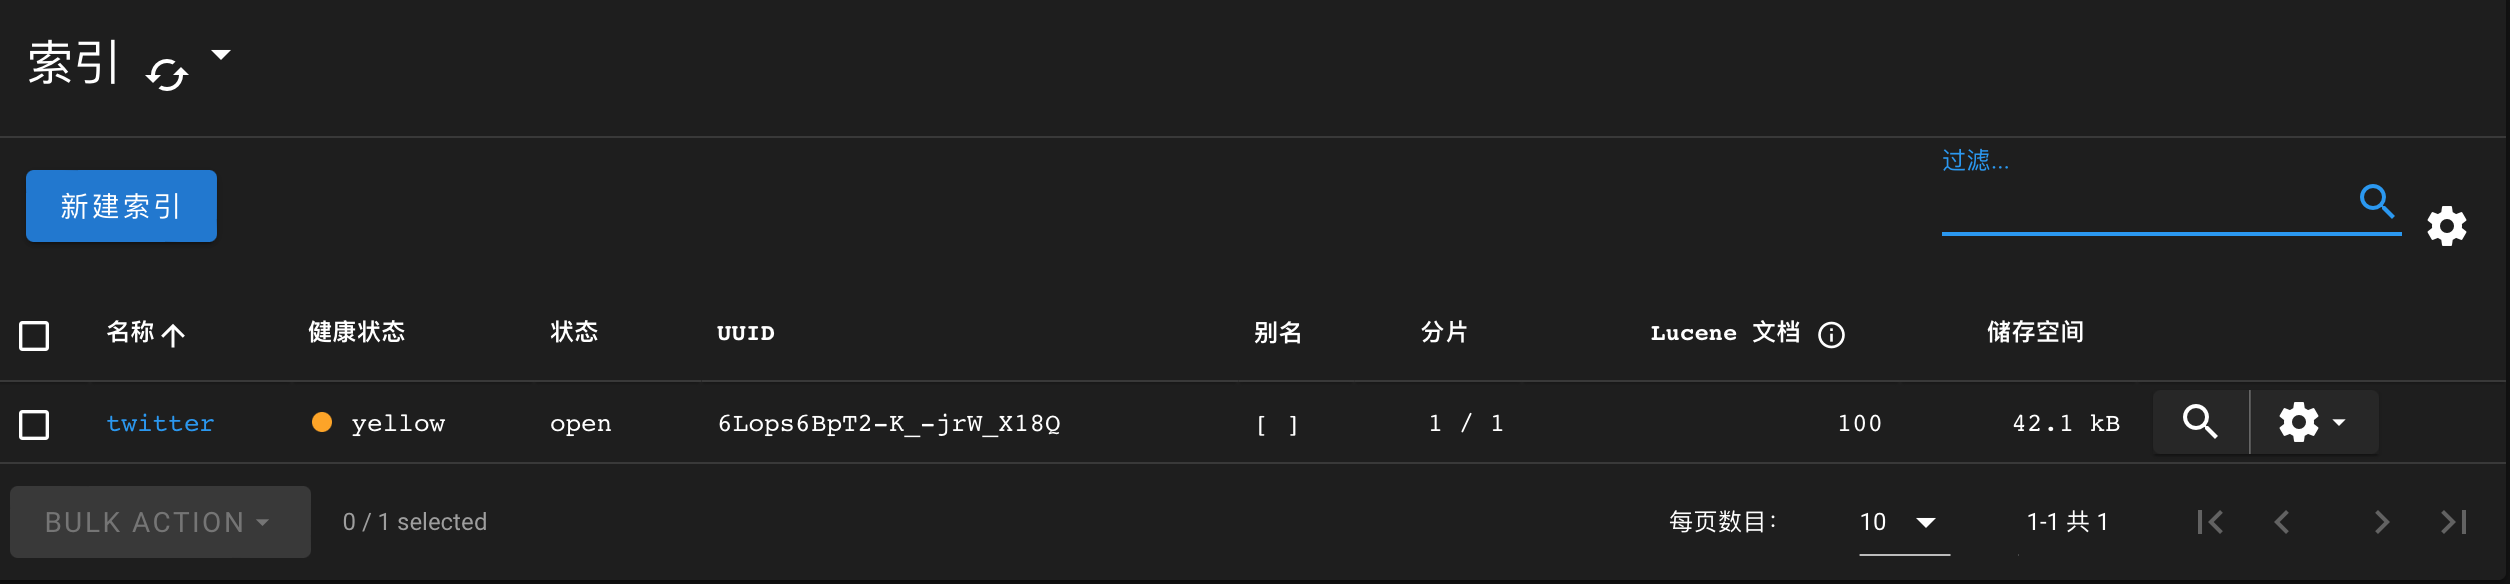 索引
过滤...
新建索引
名称 健康状态 状态 UUID 别名 分片 Lucene 文档 储存空间
twitter yellow open 6Lops6BpT2-K_-jrW_X18Q [ ] 1 / 1 100 42.1 kB
BULK ACTION 0 / 1 selected 每页数目: 10 1-1 共 1